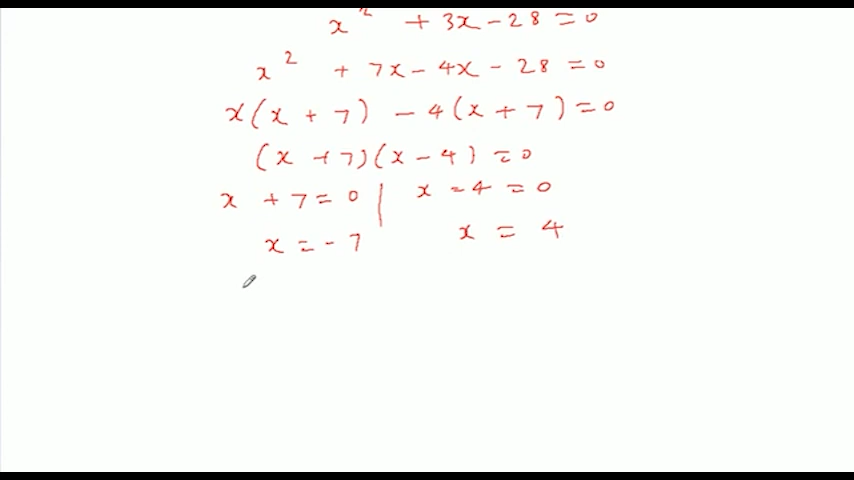 x² + 3x - 28 = 0
x² + 7x - 4x - 28 = 0
x(x + 7) - 4(x + 7) = 0
(x + 7)(x - 4) = 0
x + 7 = 0 | x - 4 = 0
x = -7 x = 4